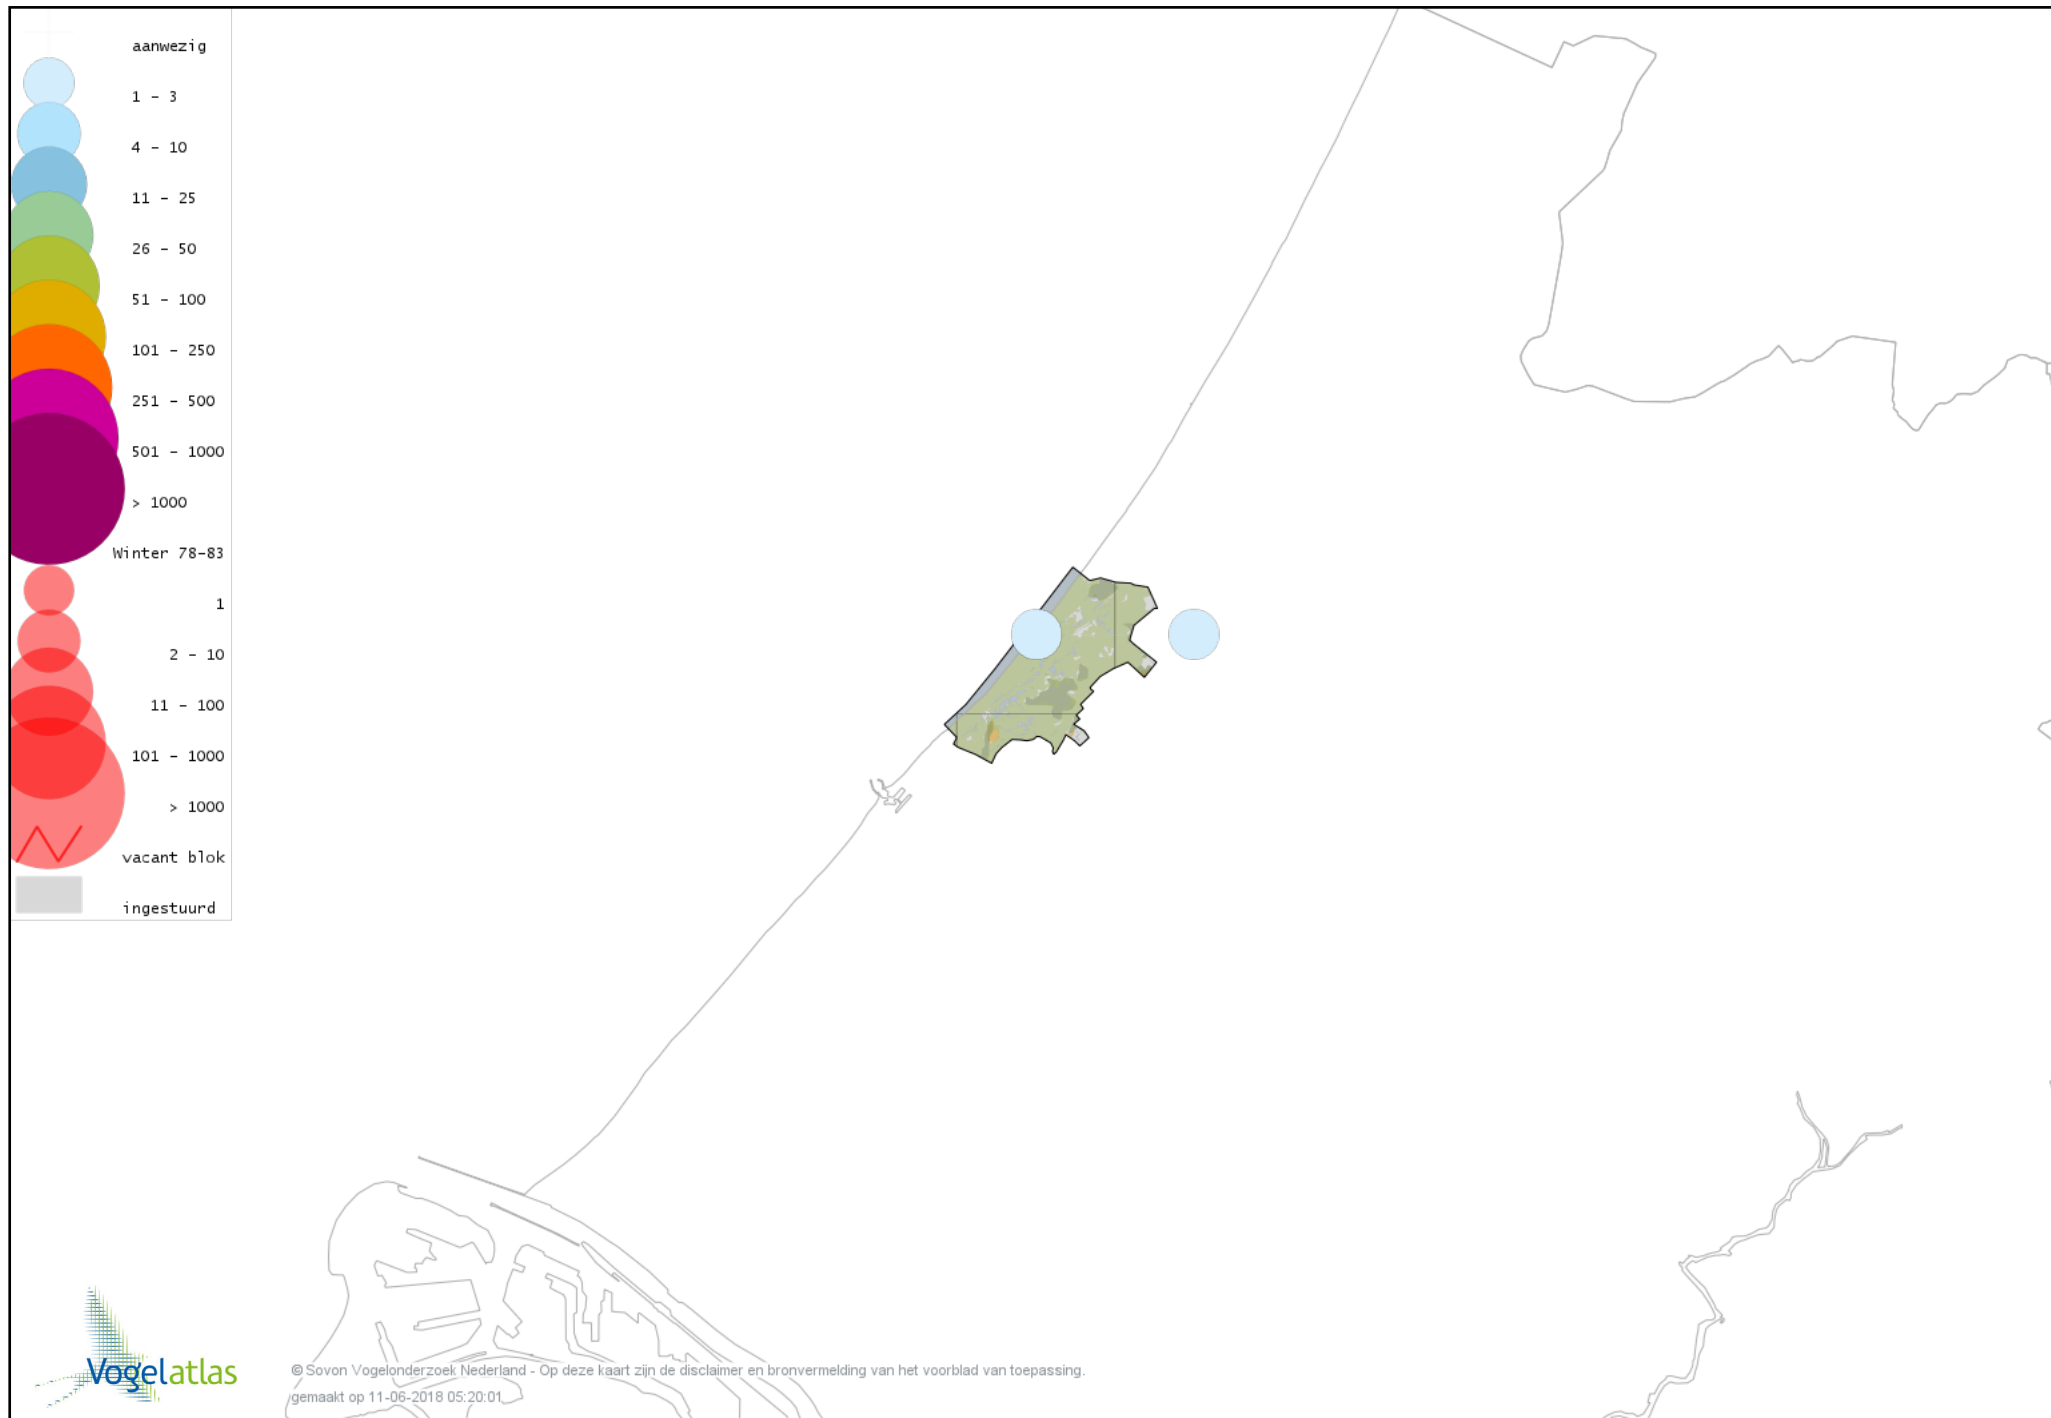 aanwezig
1 - 3
4 - 10
11 - 25
26 - 50
51 - 100
101 - 250
251 - 500
501 - 1000
> 1000
Winter 78-83
1
2 - 10
11 - 100
101 - 1000
> 1000
vacant blok
ingestuurd
Vogelatlas
© Sovon Vogelonderzoek Nederland - Op deze kaart zijn de disclaimer en bronvermelding van het voorblad van toepassing.
gemaakt op 11-06-2018 05:20:01